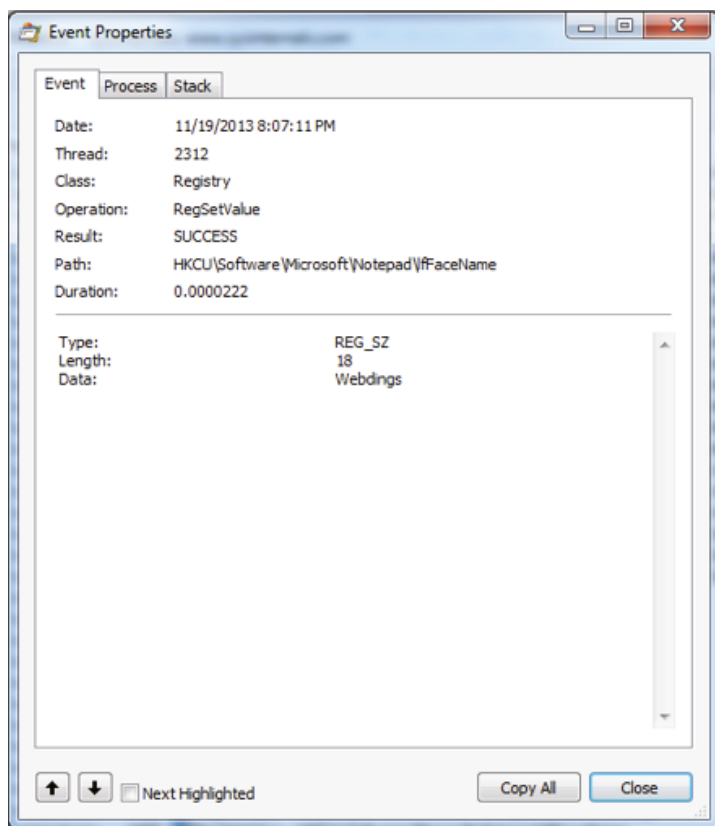 Event Properties
Event Process Stack
Date: 11/19/2013 8:07:11 PM
Thread: 2312
Class: Registry
Operation: RegSetValue
Result: SUCCESS
Path: HKCU\Software\Microsoft\Notepad\lfFaceName
Duration: 0.0000222
Type: REG_SZ
Length: 18
Data: Webdings
Next Highlighted Copy All Close